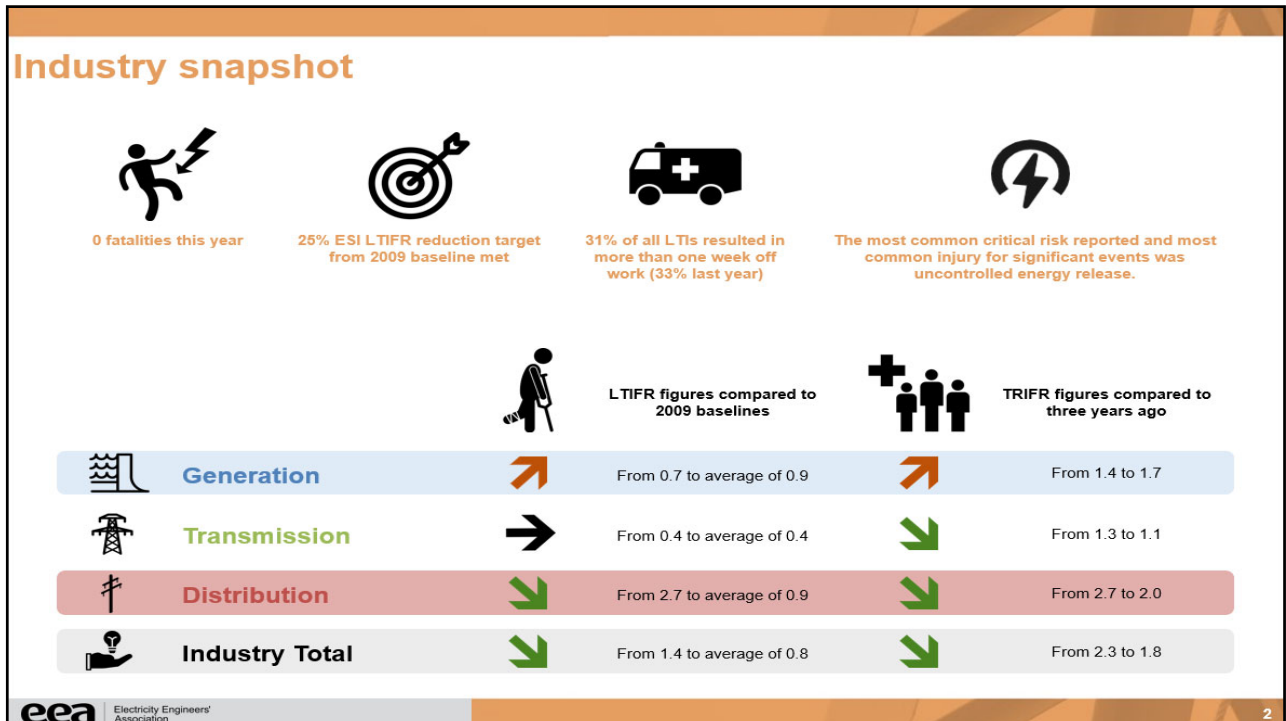 Industry snapshot
0 fatalities this year
25% ESI LTIFR reduction target
from 2009 baseline met
31% of all LTIs resulted in
more than one week off
work (33% last year)
The most common critical risk reported and most
common injury for significant events was
uncontrolled energy release.
LTIFR figures compared to
2009 baselines
TRIFR figures compared to
three years ago
Generation
From 0.7 to average of 0.9
From 1.4 to 1.7
Transmission
From 0.4 to average of 0.4
From 1.3 to 1.1
Distribution
From 2.7 to average of 0.9
From 2.7 to 2.0
Industry Total
From 1.4 to average of 0.8
From 2.3 to 1.8
eea
Electricity Engineers'
Association
2